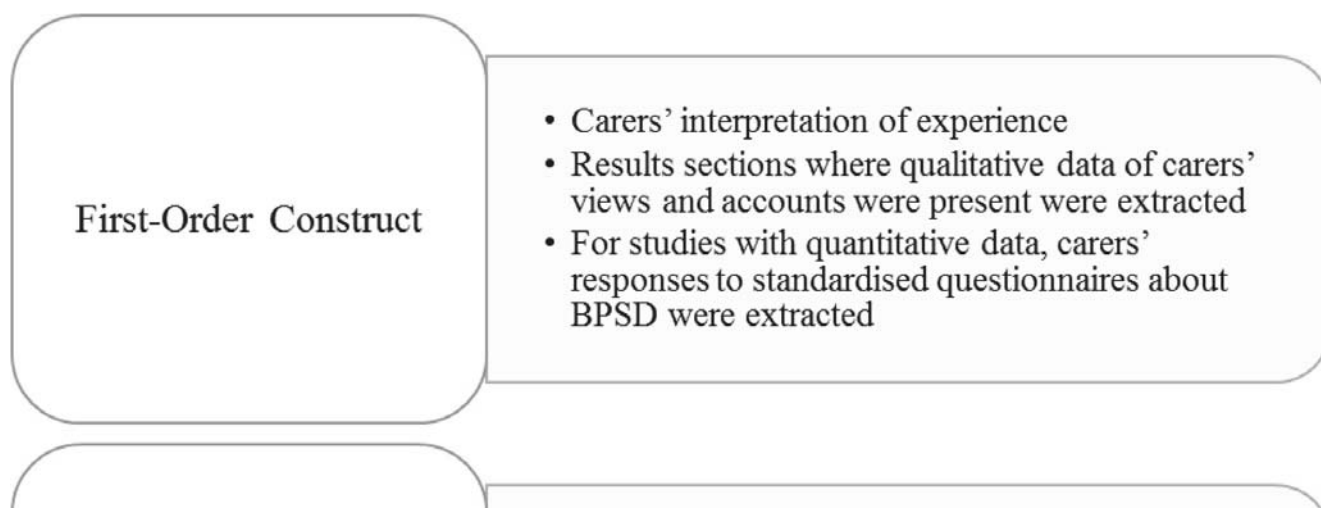 First-Order Construct
• Carers’ interpretation of experience
• Results sections where qualitative data of carers’
views and accounts were present were extracted
• For studies with quantitative data, carers’
responses to standardised questionnaires about
BPSD were extracted